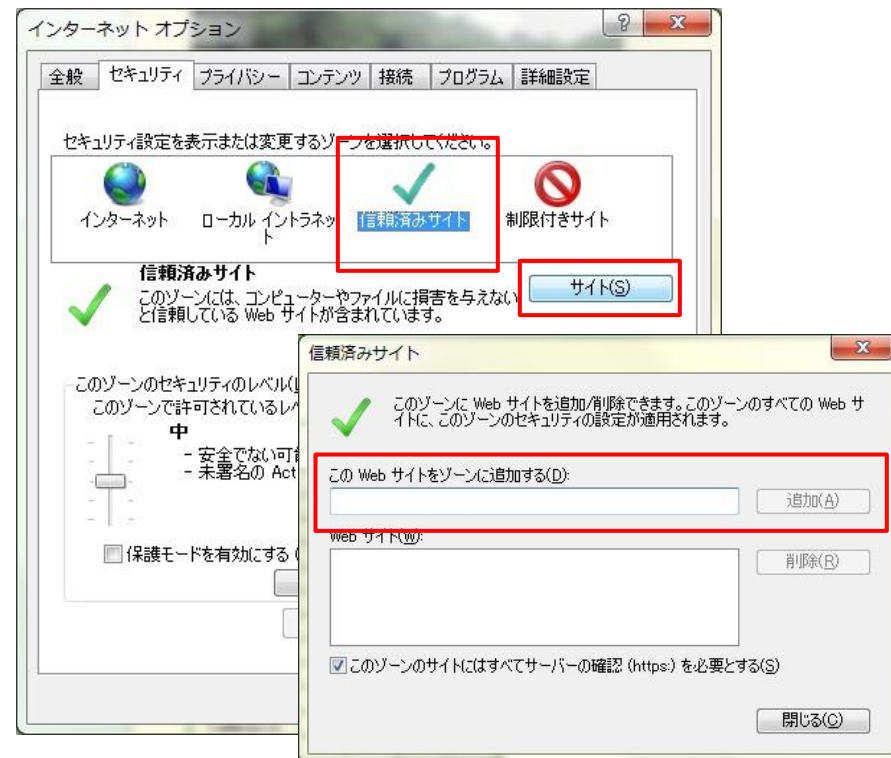 インターネット オプション
全般 セキュリティ プライバシー コンテンツ 接続 プログラム 詳細設定
セキュリティ設定を表示または変更するゾーンを選択してください。
インターネット
ローカル イントラネット
信頼済みサイト
制限付きサイト
信頼済みサイト
このゾーンには、コンピューターやファイルに損害を与えない
と信頼している Web サイトが含まれています。
サイト(S)
このゾーンのセキュリティのレベル(
このゾーンで許可されているレ
中
- 安全でない可
- 未署名の Act
保護モードを有効にする (
信頼済みサイト
このゾーンに Web サイトを追加/削除できます。このゾーンのすべての Web サ
イトに、このゾーンのセキュリティの設定が適用されます。
この Web サイトをゾーンに追加する(D):
追加(A)
Web サイト(W):
削除(R)
このゾーンのサイトにはすべてサーバーの確認 (https:) を必要とする(S)
閉じる(C)